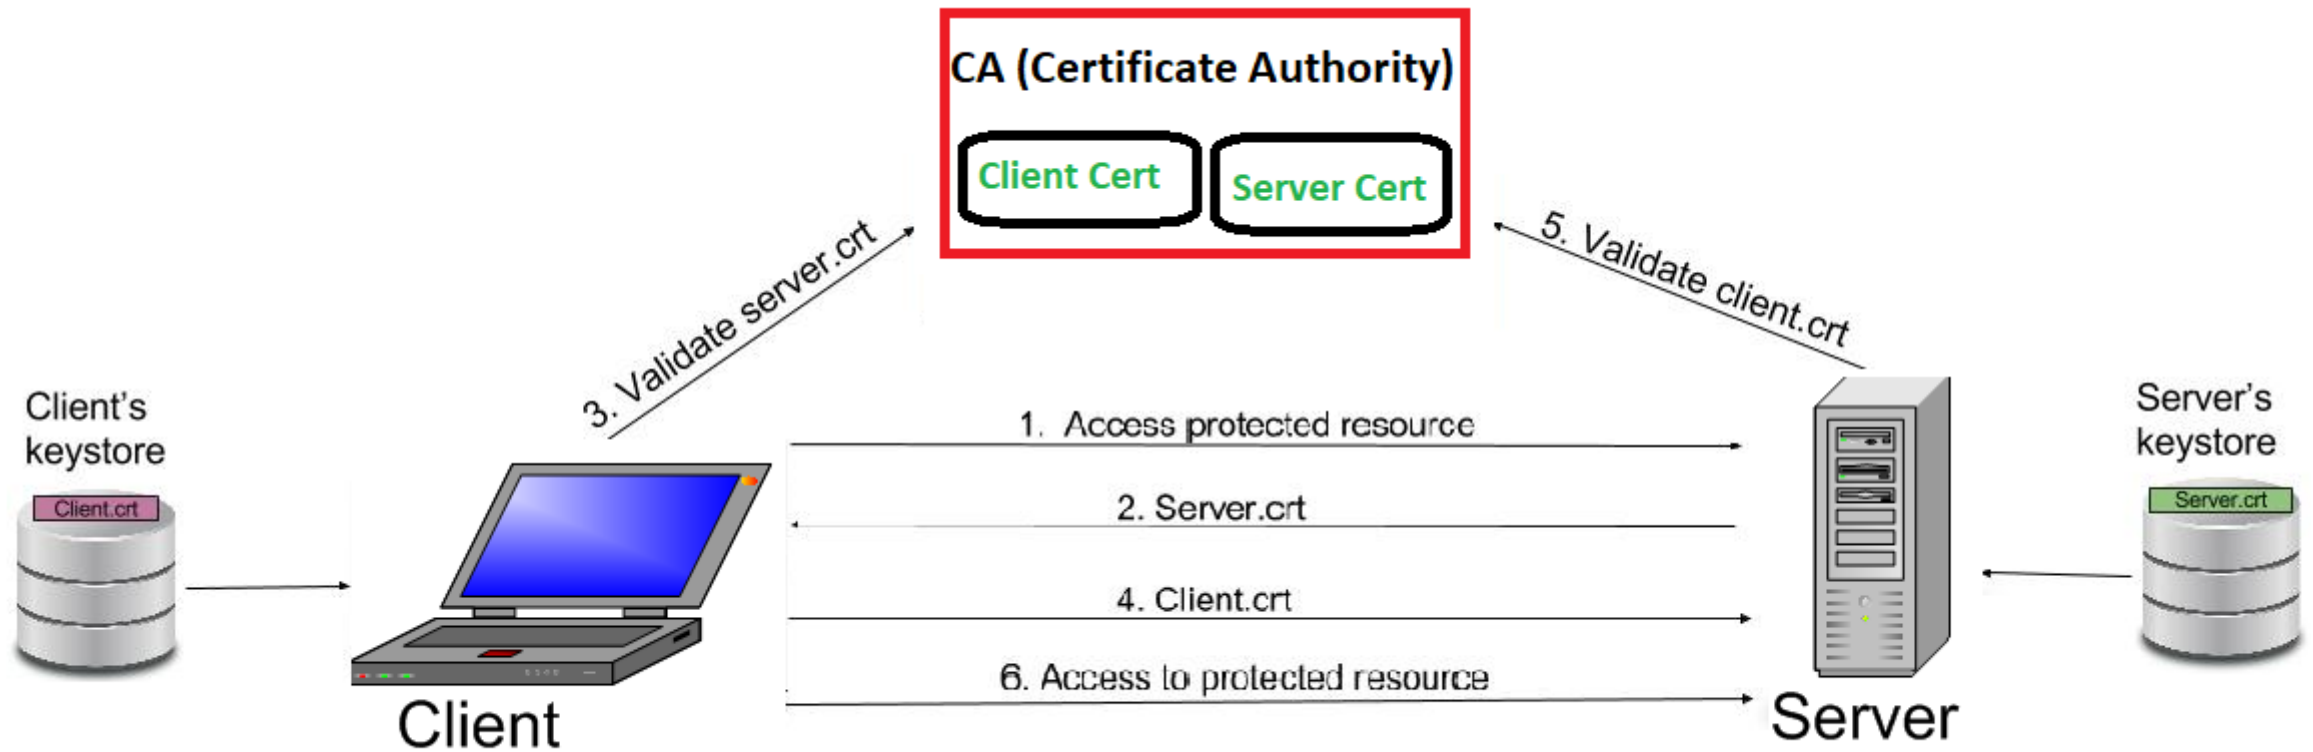 CA (Certificate Authority)
Client Cert
Server Cert
3. Validate server.crt
5. Validate client.crt
Client's
keystore
Client.crt
1. Access protected resource
2. Server.crt
4. Client.crt
6. Access to protected resource
Server's
keystore
Server.crt
Client
Server